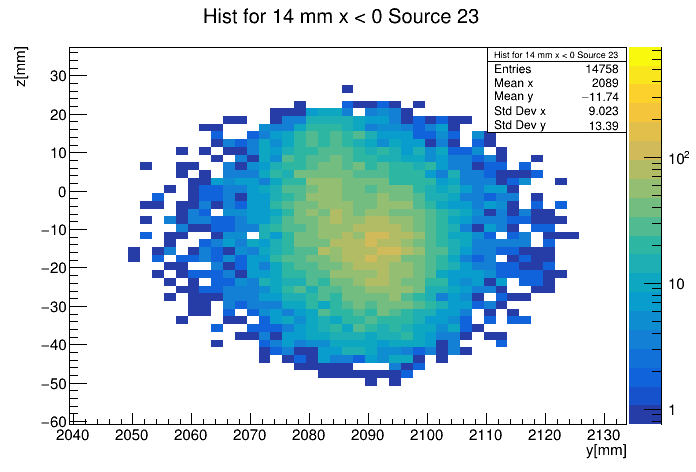 Hist for 14 mm x < 0 Source 23
z[mm]
Hist for 14 mm x < 0 Source 23
Entries 14758
Mean x 2089
Mean y −11.74
Std Dev x 9.023
Std Dev y 13.39
30
20
10
0
−10
−20
−30
−40
−50
−60
10²
10
1
2040 2050 2060 2070 2080 2090 2100 2110 2120 2130
y[mm]